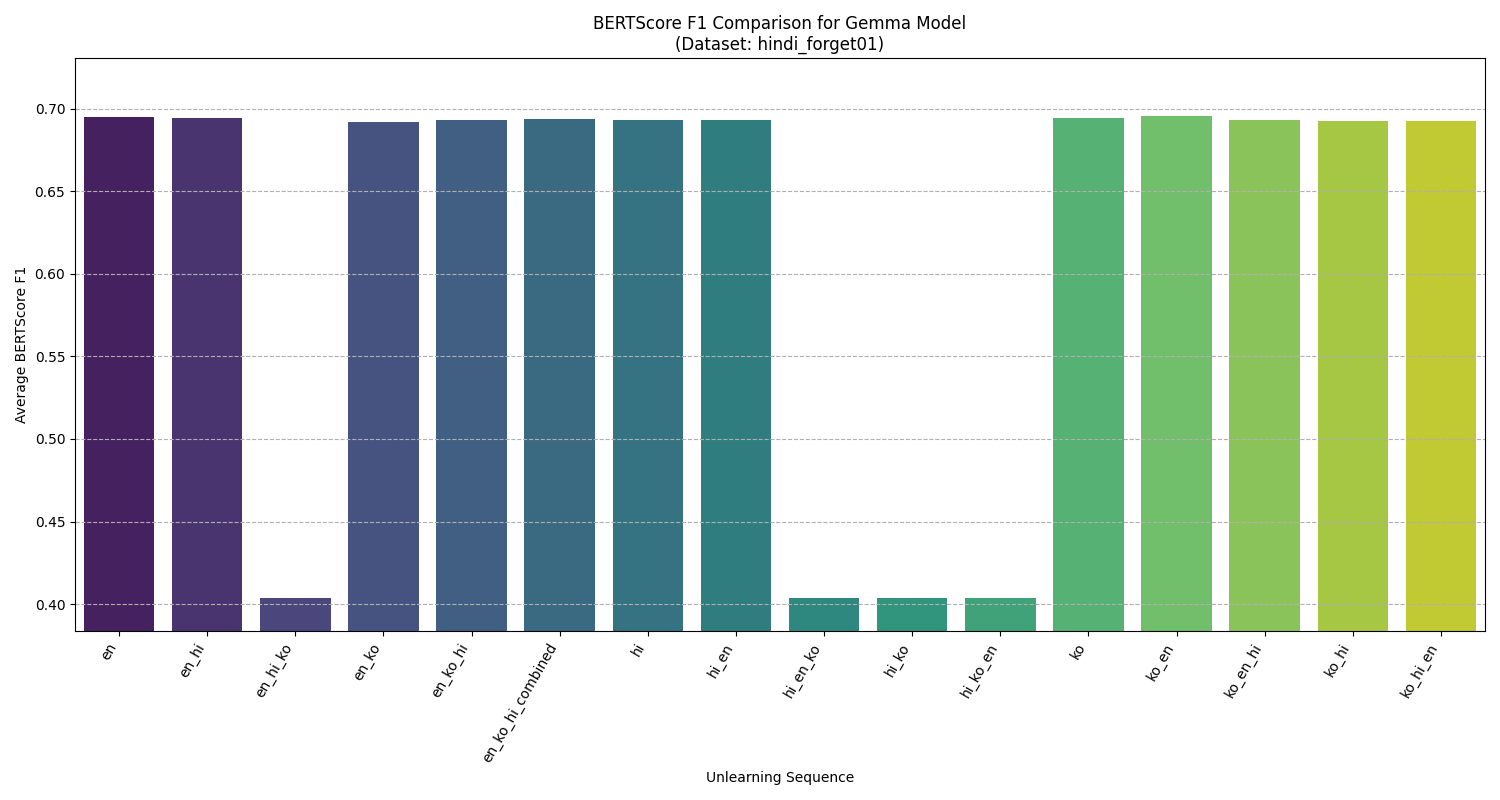 BERTScore F1 Comparison for Gemma Model
(Dataset: hindi_forget01)
Average BERTScore F1
0.70
0.65
0.60
0.55
0.50
0.45
0.40
en
en_hi
en_hi_ko
en_ko
en_ko_hi
en_ko_hi_combined
hi
hi_en
hi_en_ko
hi_ko
hi_ko_en
ko
ko_en
ko_en_hi
ko_hi
ko_hi_en
Unlearning Sequence